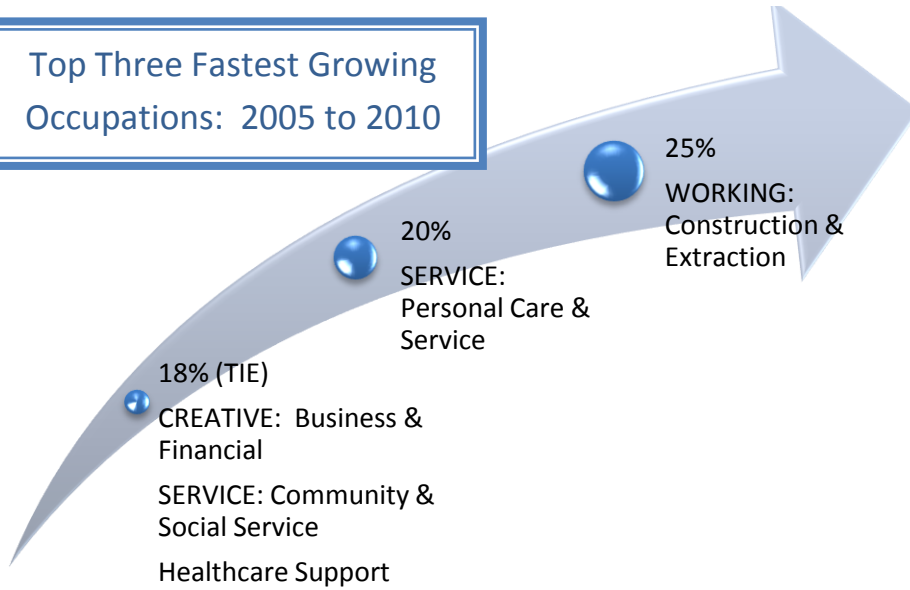 Top Three Fastest Growing
Occupations:  2005 to 2010
25%
WORKING:
Construction &
Extraction
20%
SERVICE:
Personal Care &
Service
18% (TIE)
CREATIVE:  Business &
Financial
SERVICE: Community &
Social Service
Healthcare Support